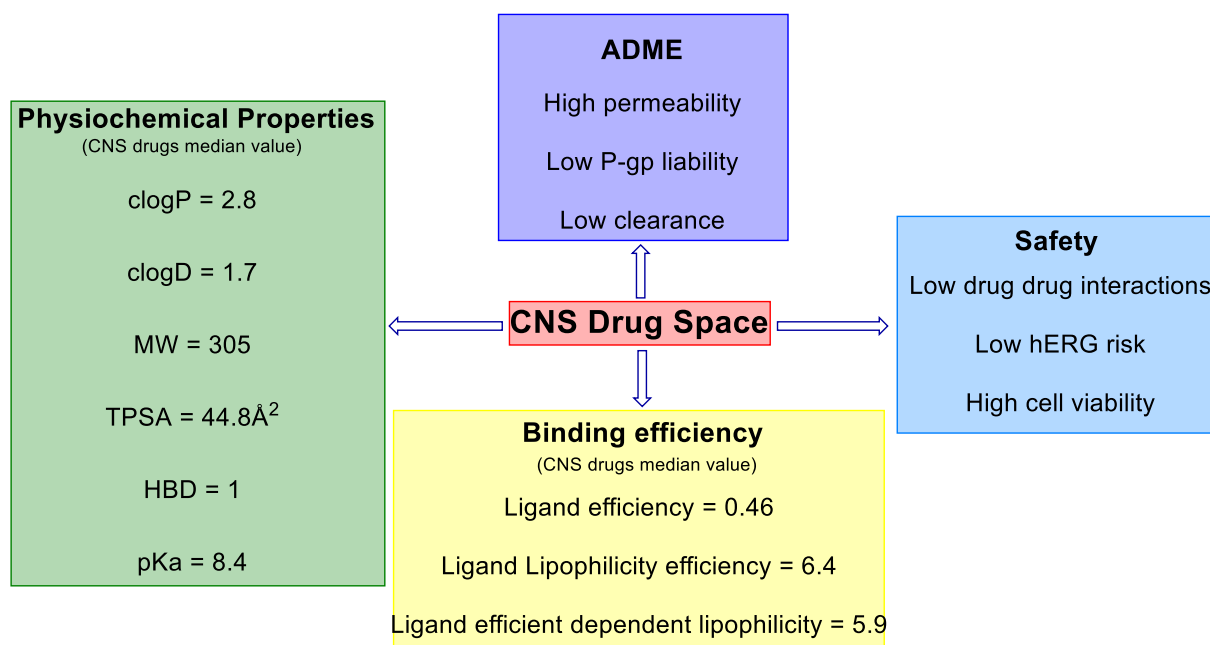 ADME
High permeability
Low P-gp liability
Low clearance
Physiochemical Properties
(CNS drugs median value)
clogP = 2.8
clogD = 1.7
MW = 305
TPSA = 44.8Å²
HBD = 1
pKa = 8.4
CNS Drug Space
Safety
Low drug drug interactions
Low hERG risk
High cell viability
Binding efficiency
(CNS drugs median value)
Ligand efficiency = 0.46
Ligand Lipophilicity efficiency = 6.4
Ligand efficient dependent lipophilicity = 5.9